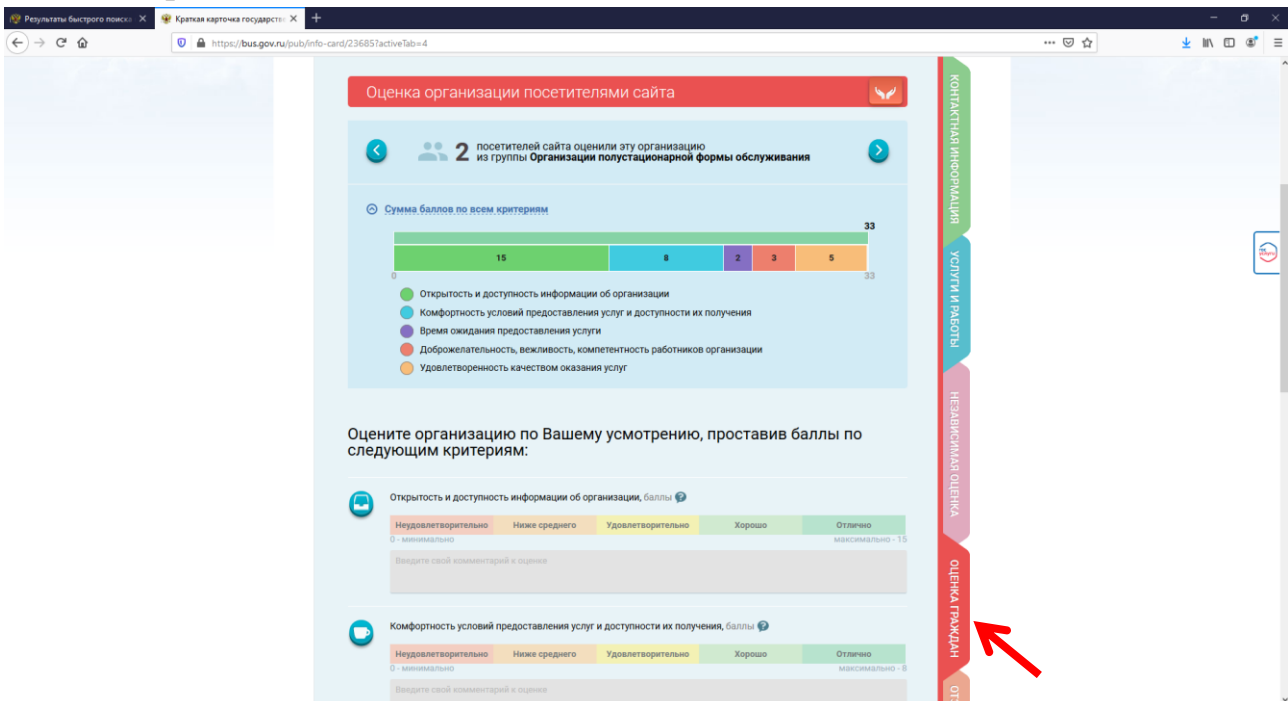 Результаты быстрого поиска
Краткая карточка государстве
https://bus.gov.ru/pub/info-card/23685?activeTab=4
Оценка организации посетителями сайта
2 посетителей сайта оценили эту организацию
из группы Организации полустационарной формы обслуживания
Сумма баллов по всем критериям
33
15 8 2 3 5
0 33
Открытость и доступность информации об организации
Комфортность условий предоставления услуг и доступности их получения
Время ожидания предоставления услуги
Доброжелательность, вежливость, компетентность работников организации
Удовлетворенность качеством оказания услуг
Оцените организацию по Вашему усмотрению, проставив баллы по
следующим критериям:
Открытость и доступность информации об организации, баллы ?
Неудовлетворительно Ниже среднего Удовлетворительно Хорошо Отлично
0 - минимально максимально - 15
Введите свой комментарий к оценке
Комфортность условий предоставления услуг и доступности их получения, баллы ?
Неудовлетворительно Ниже среднего Удовлетворительно Хорошо Отлично
0 - минимально максимально - 8
Введите свой комментарий к оценке
КОНТАКТНАЯ ИНФОРМАЦИЯ
УСЛУГИ И РАБОТЫ
НЕЗАВИСИМАЯ ОЦЕНКА
ОЦЕНКА ГРАЖДАН